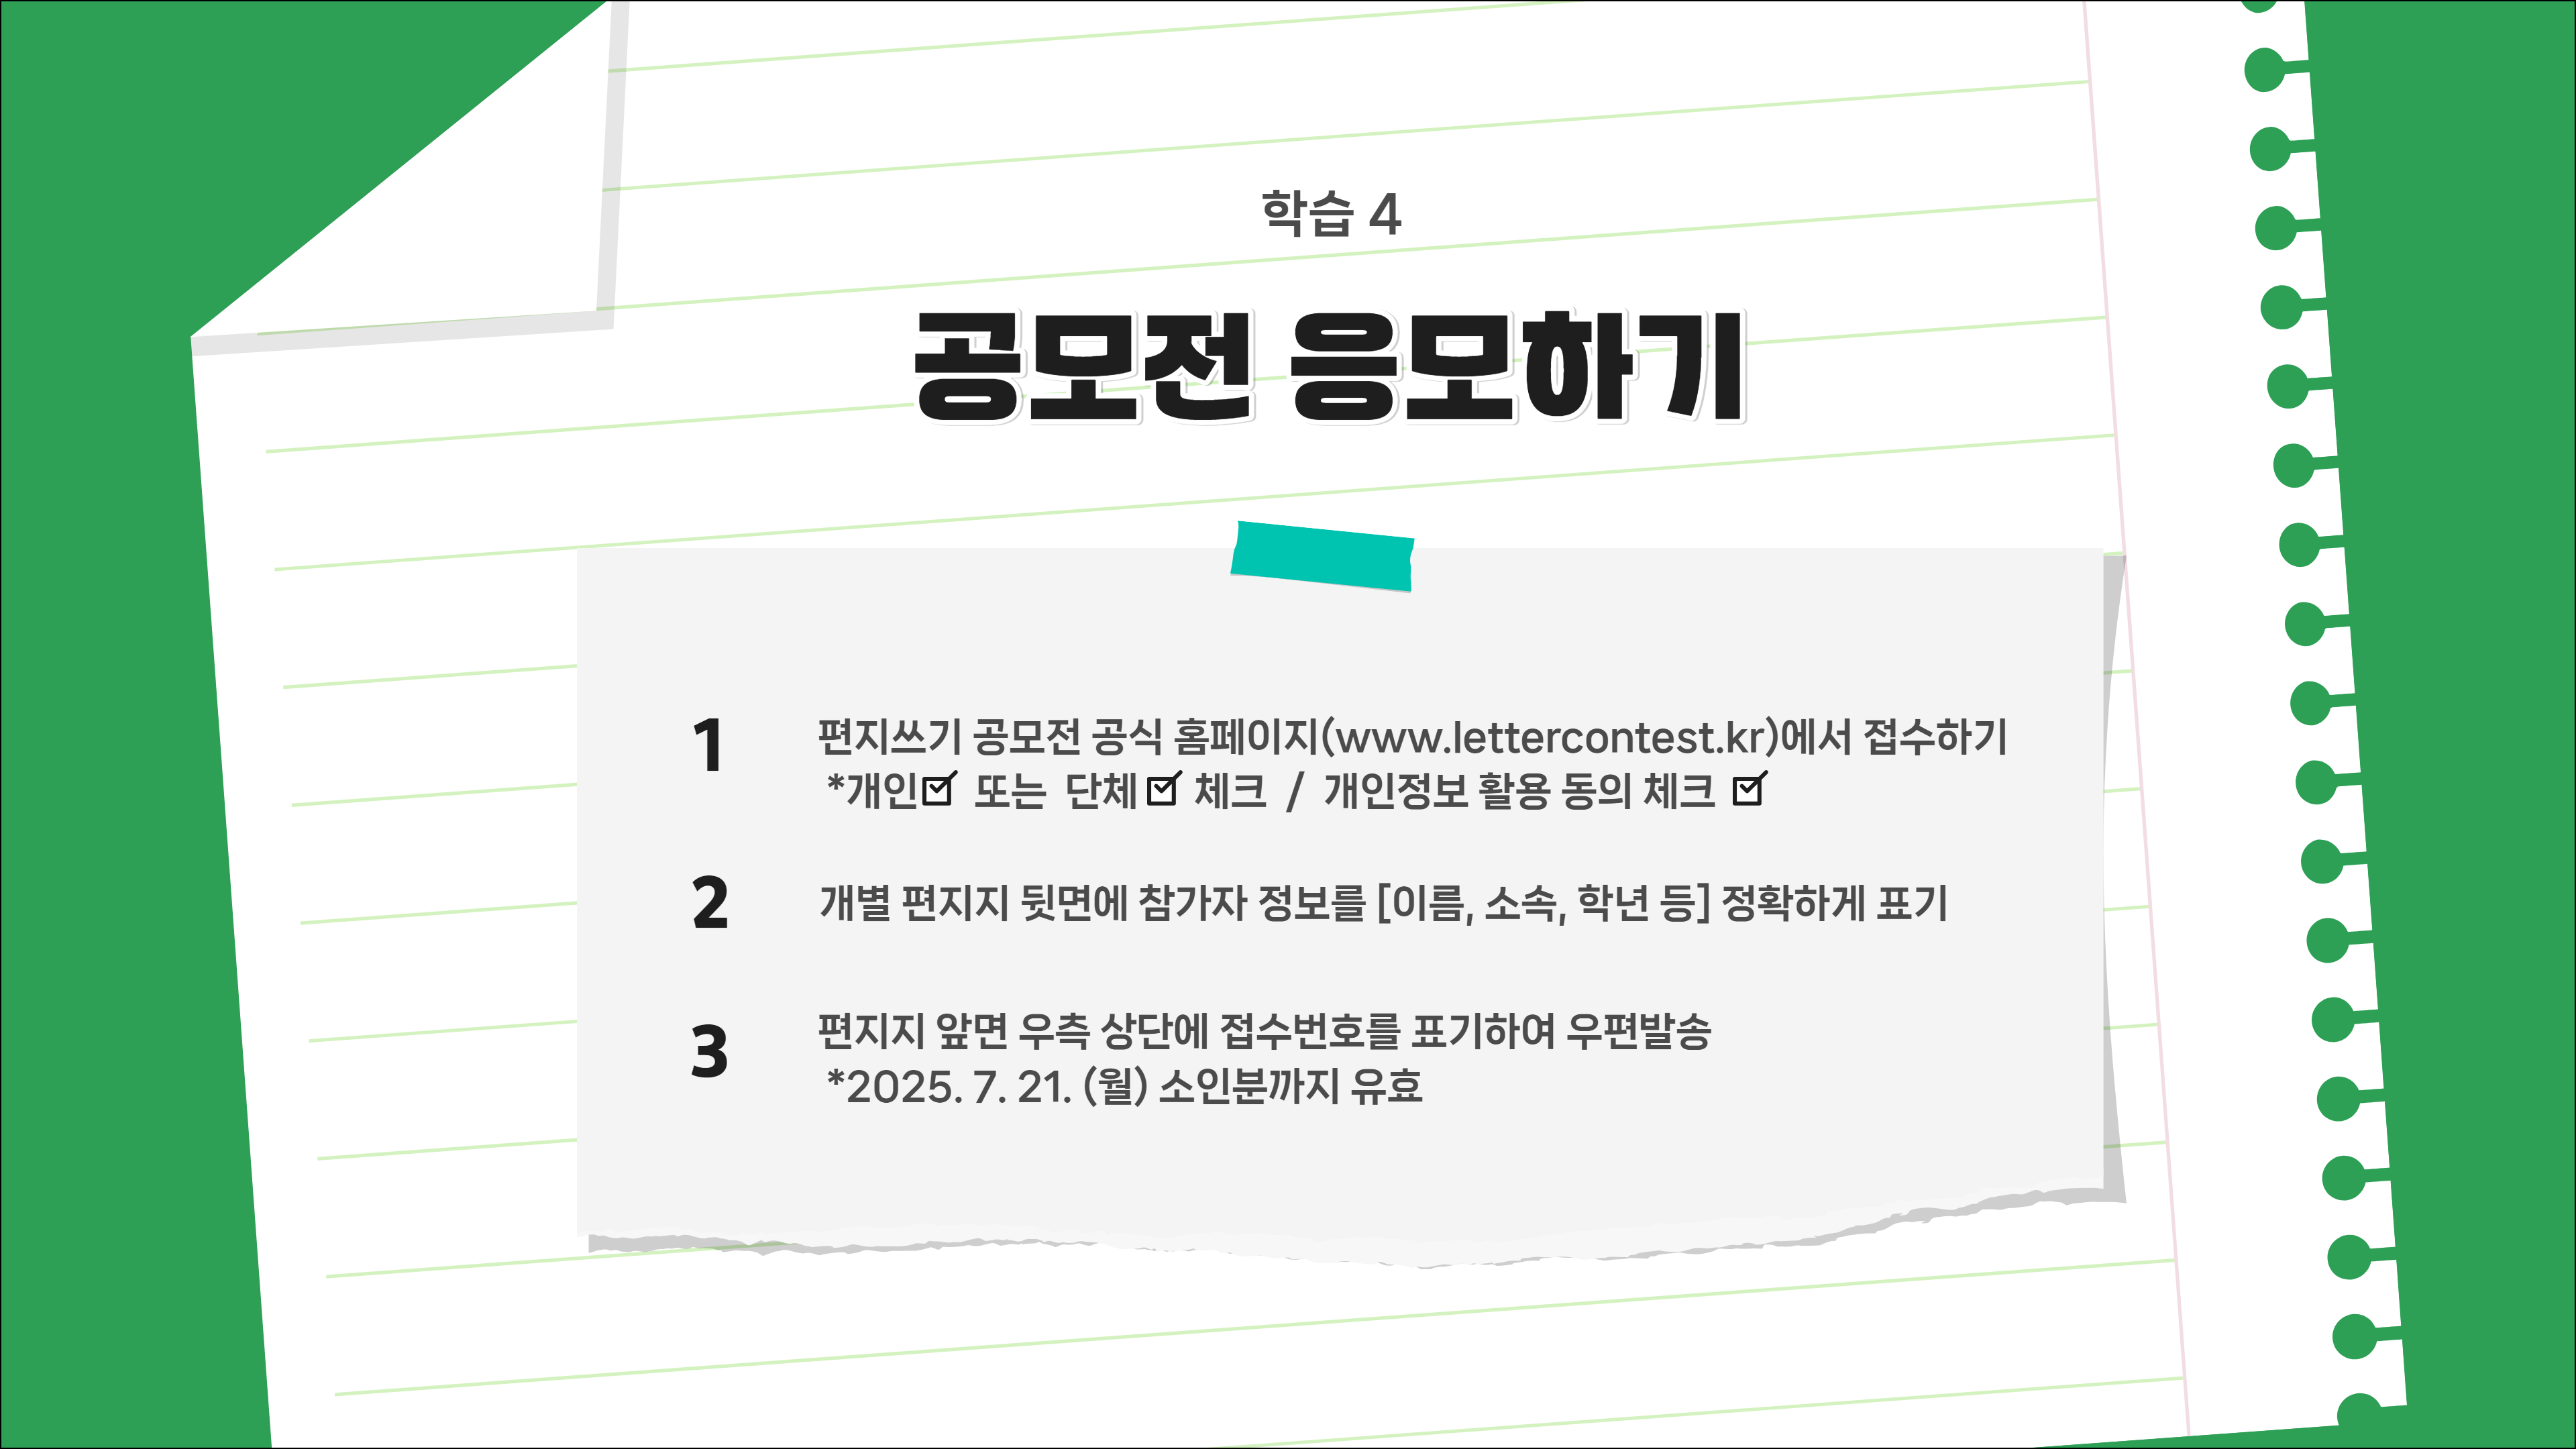 학습 4
공모전 응모하기
1 편지쓰기 공모전 공식 홈페이지(www.lettercontest.kr)에서 접수하기
*개인☑ 또는 단체 ☑ 체크 / 개인정보 활용 동의 체크 ☑
2 개별 편지지 뒷면에 참가자 정보를 [이름, 소속, 학년 등] 정확하게 표기
3 편지지 앞면 우측 상단에 접수번호를 표기하여 우편발송
*2025. 7. 21. (월) 소인분까지 유효